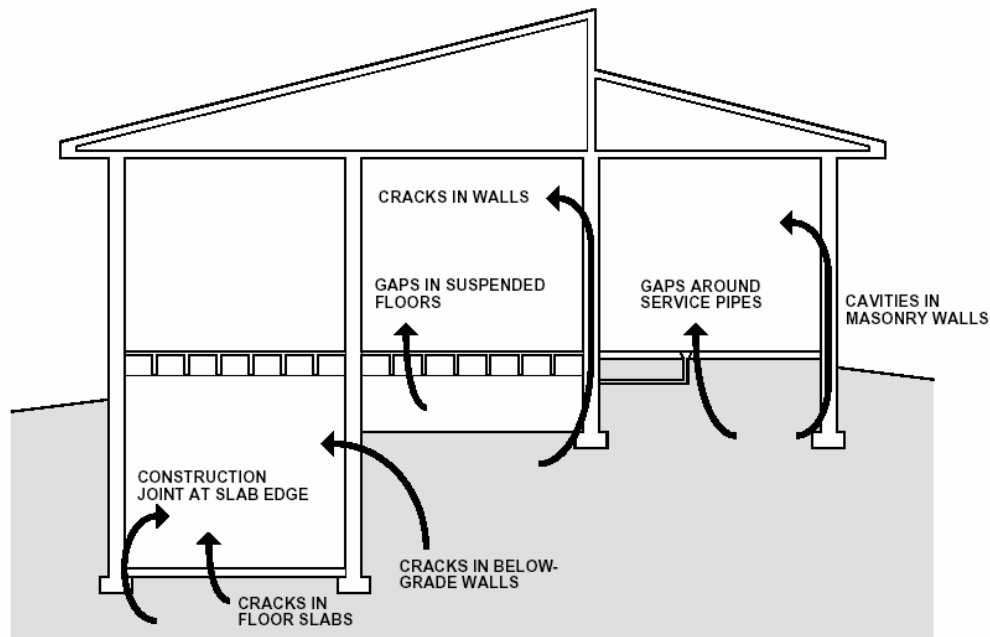 CRACKS IN WALLS
GAPS IN SUSPENDED
FLOORS
GAPS AROUND
SERVICE PIPES
CAVITIES IN
MASONRY WALLS
CONSTRUCTION
JOINT AT SLAB EDGE
CRACKS IN BELOW-
GRADE WALLS
CRACKS IN
FLOOR SLABS